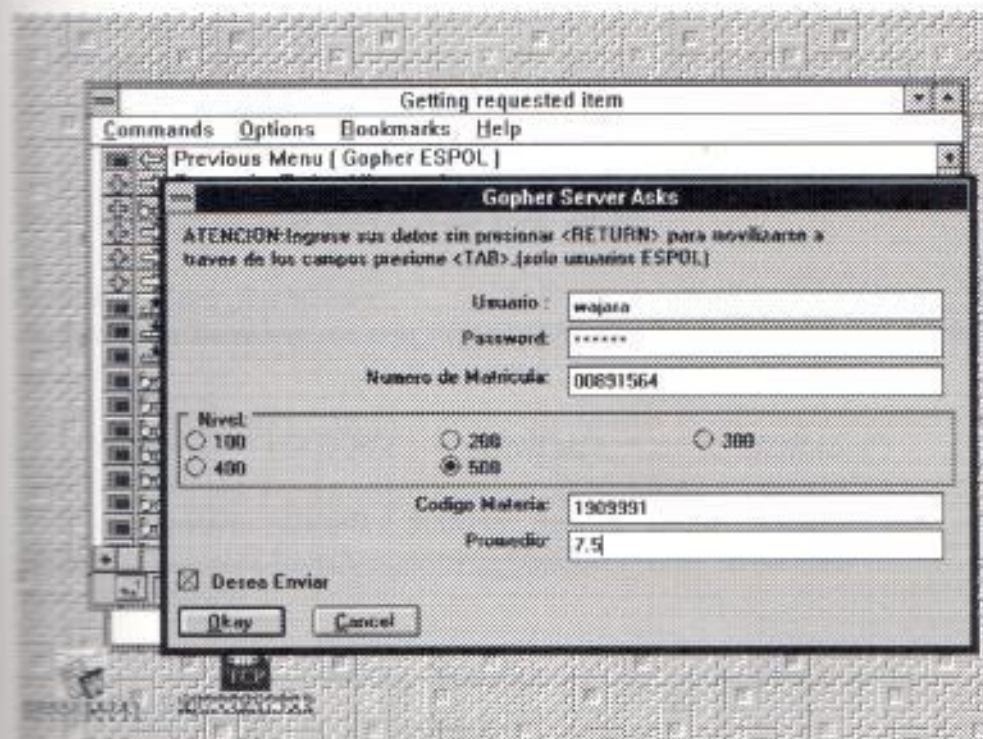 Getting requested item
Commands Options Bookmarks Help
Previous Menu [ Gopher ESPOL ]
Gopher Server Asks
ATENCION:Ingrese sus datos sin presionar <RETURN> para movilizarse a
traves de los campos presione <TAB>.(solo usuarios ESPOL)
Usuario : wajara
Password: ******
Numero de Matricula: 00891564
Nivel:
100 200 300
400 500
Codigo Materia: 1909991
Promedio: 7.5
Desea Enviar
Okay Cancel
TCP